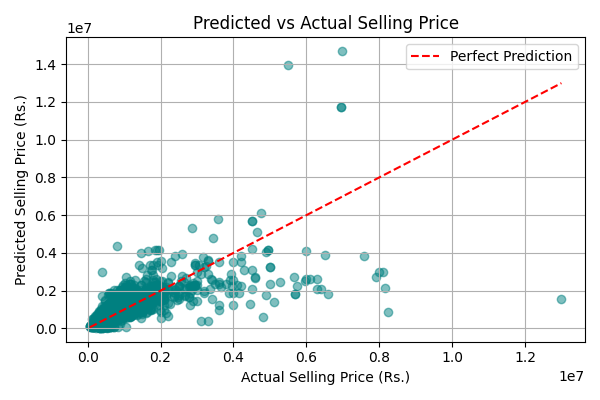 Predicted vs Actual Selling Price
1e7
Perfect Prediction
1.4
1.2
1.0
0.8
0.6
0.4
0.2
0.0
Predicted Selling Price (Rs.)
0.0 0.2 0.4 0.6 0.8 1.0 1.2
Actual Selling Price (Rs.)
1e7